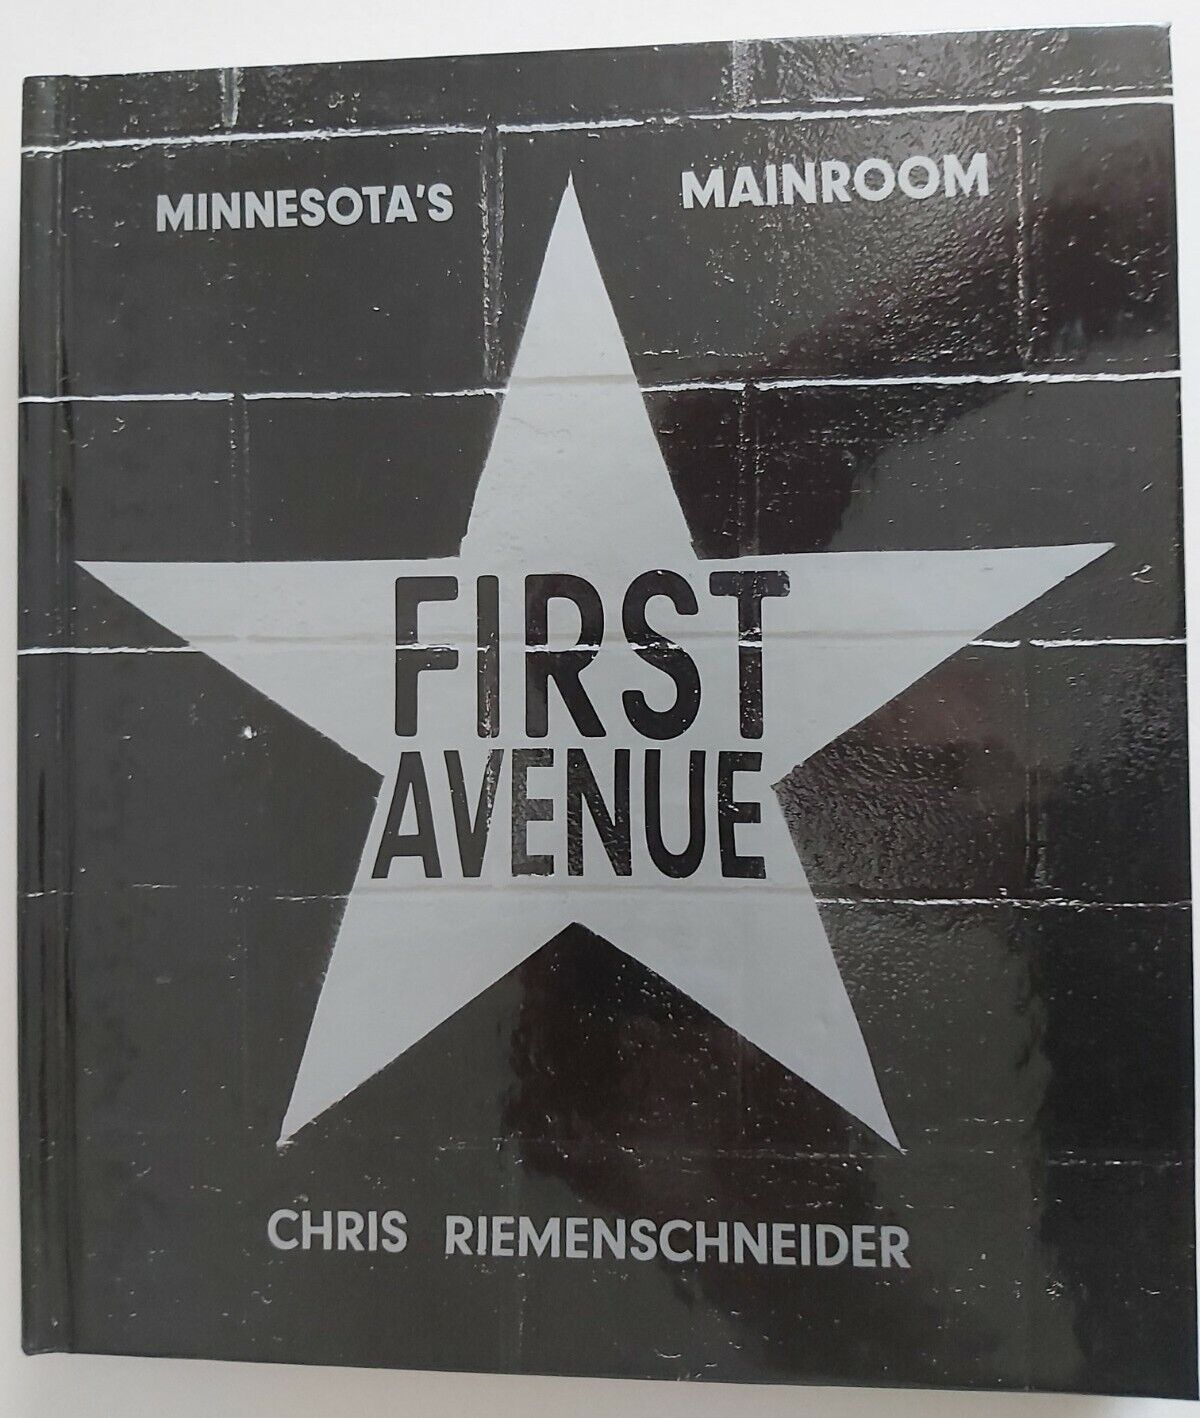 MINNESOTA'S MAINROOM
FIRST
AVENUE
CHRIS RIEMENSCHNEIDER